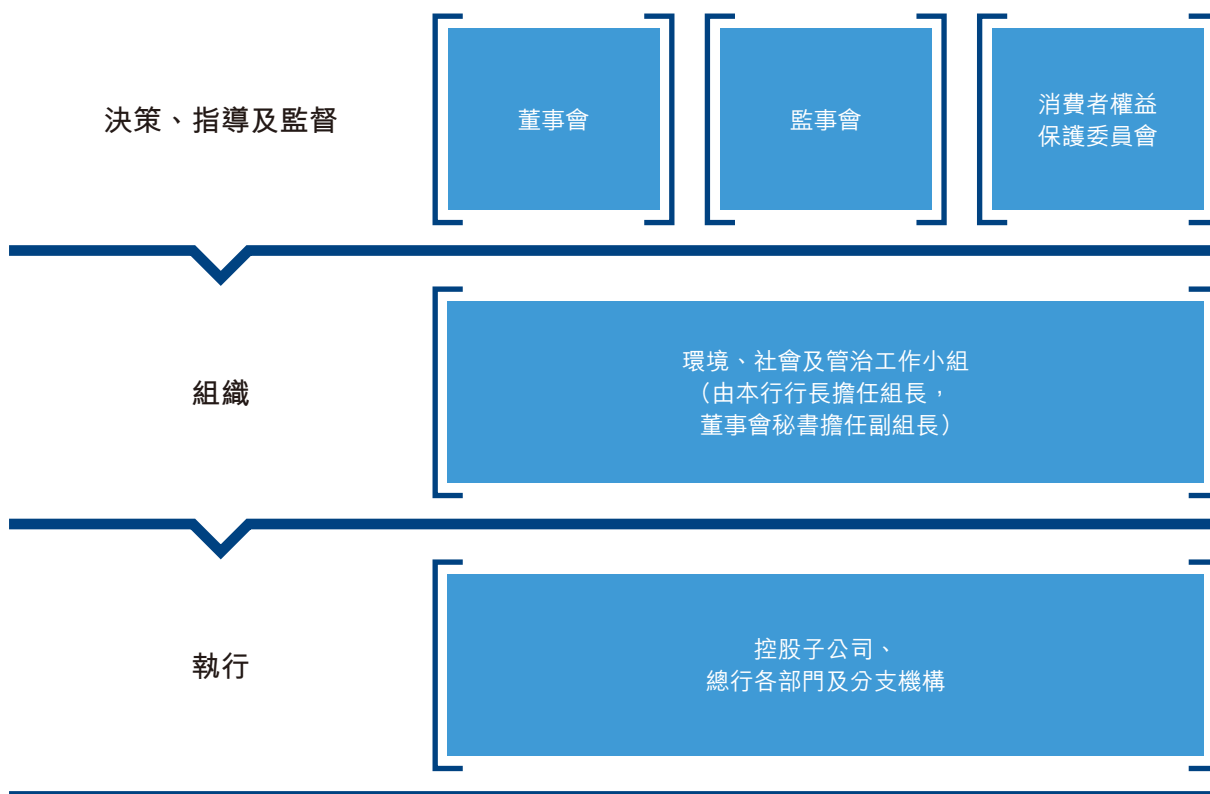 決策、指導及監督
董事會
監事會
消費者權益
保護委員會
組織
環境、社會及管治工作小組
（由本行行長擔任組長，
董事會秘書擔任副組長）
執行
控股子公司、
總行各部門及分支機構